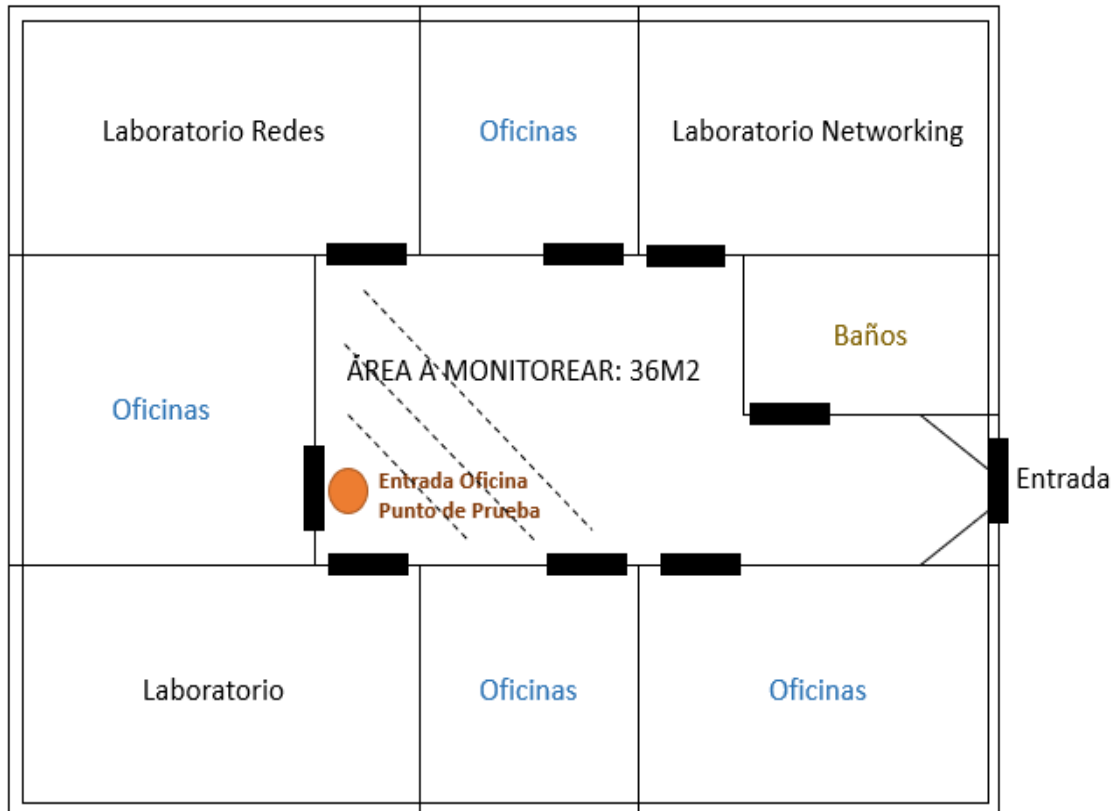 Laboratorio Redes
Oficinas
Laboratorio Networking
Baños
ÁREA A MONITOREAR: 36M2
Oficinas
Entrada Oficina
Punto de Prueba
Entrada
Laboratorio
Oficinas
Oficinas